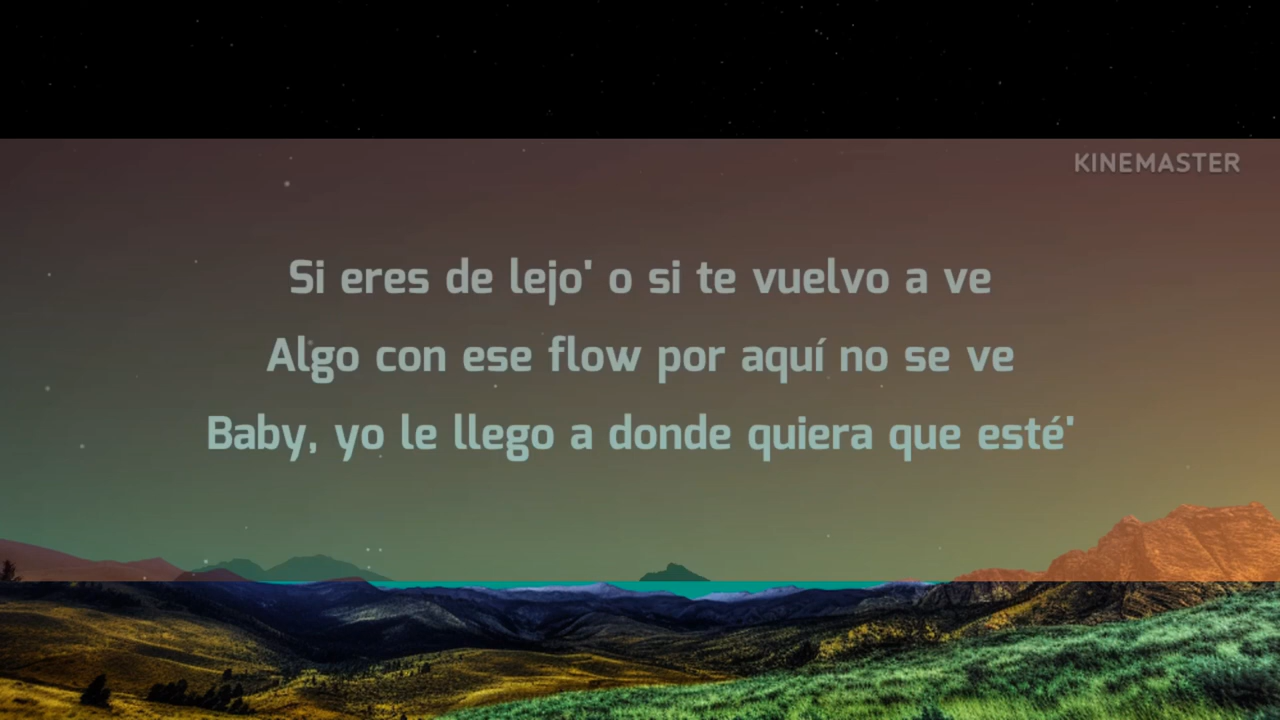 KINEMASTER
Si eres de lejo' o si te vuelvo a ve
Algo con ese flow por aquí no se ve
Baby, yo le llego a donde quiera que esté'